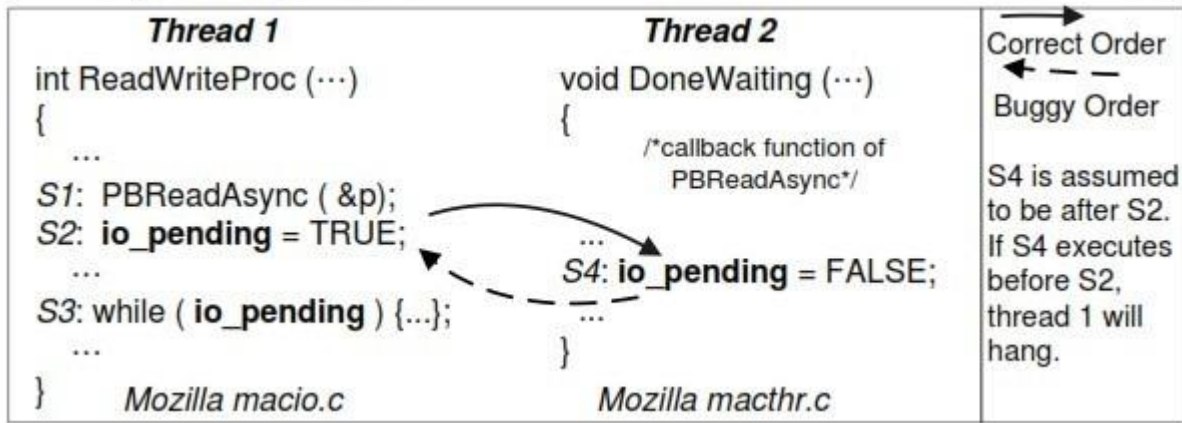 Thread 1
int ReadWriteProc (···)
{
...
S1: PBReadAsync ( &p);
S2: io_pending = TRUE;
...
S3: while ( io_pending ) {...};
...
}
Mozilla macio.c
Thread 2
void DoneWaiting (···)
{
/*callback function of
PBReadAsync*/
...
S4: io_pending = FALSE;
...
}
Mozilla macthr.c
Correct Order
Buggy Order
S4 is assumed
to be after S2.
If S4 executes
before S2,
thread 1 will
hang.